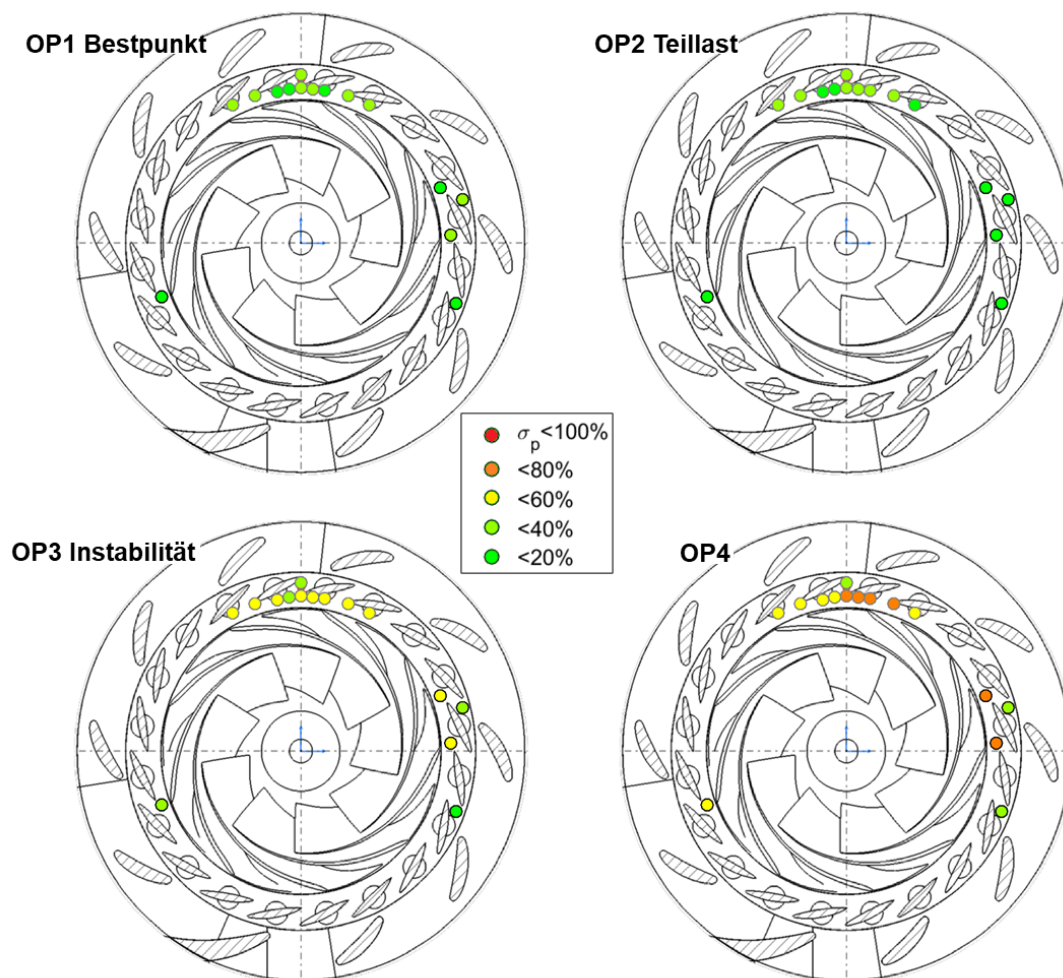 OP1 Bestpunkt
OP2 Teillast
σp<100%
<80%
<60%
<40%
<20%
OP3 Instabilität
OP4